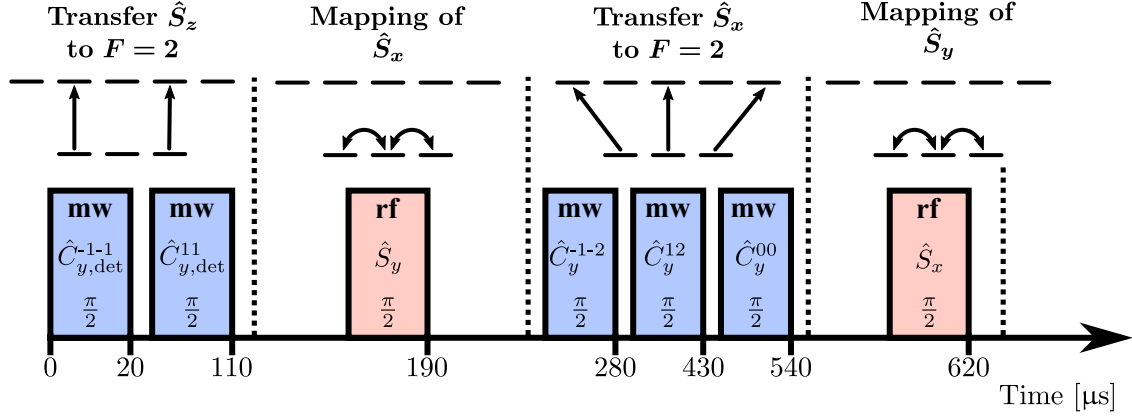 Transfer Ŝ_z
to F = 2
Mapping of
Ŝ_x
Transfer Ŝ_x
to F = 2
Mapping of
Ŝ_y
mw
Ĉ^{-1-1}_{y,det}
π/2
mw
Ĉ^{11}_{y,det}
π/2
rf
Ŝ_y
π/2
mw
Ĉ^{-1-2}_y
π/2
mw
Ĉ^{12}_y
π/2
mw
Ĉ^{00}_y
π/2
rf
Ŝ_x
π/2
0 20 110 190 280 430 540 620
Time [μs]